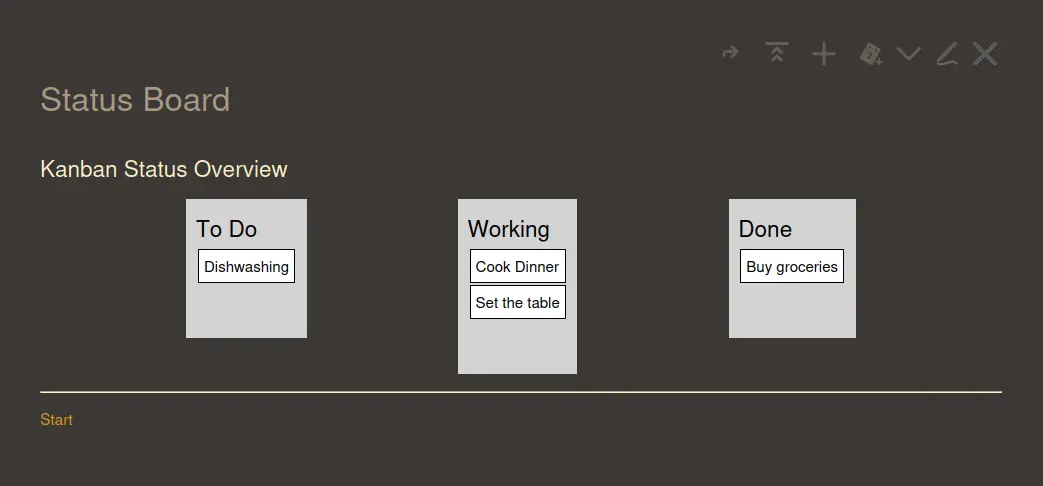 Status Board
Kanban Status Overview
To Do
Dishwashing
Working
Cook Dinner
Set the table
Done
Buy groceries
Start